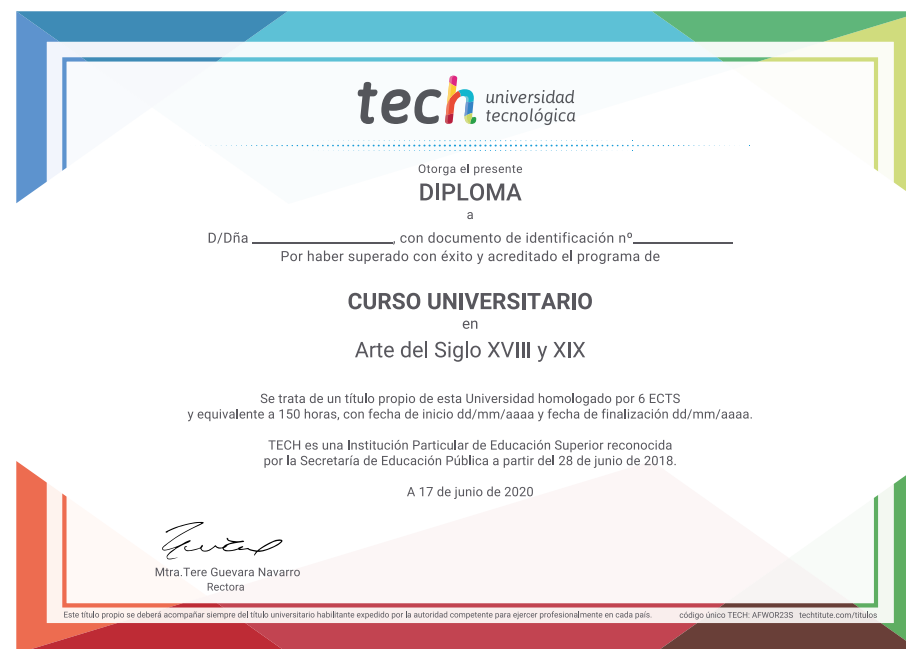 tech universidad
tecnológica
Otorga el presente
DIPLOMA
a
D/Dña ____________________, con documento de identificación nº______________
Por haber superado con éxito y acreditado el programa de
CURSO UNIVERSITARIO
en
Arte del Siglo XVIII y XIX
Se trata de un título propio de esta Universidad homologado por 6 ECTS
y equivalente a 150 horas, con fecha de inicio dd/mm/aaaa y fecha de finalización dd/mm/aaaa.
TECH es una Institución Particular de Educación Superior reconocida
por la Secretaría de Educación Pública a partir del 28 de junio de 2018.
A 17 de junio de 2020
Mtra.Tere Guevara Navarro
Rectora
Este título propio se deberá acompañar siempre del título universitario habilitante expedido por la autoridad competente para ejercer profesionalmente en cada país. código único TECH: AFWOR23S techtitute.com/titulos